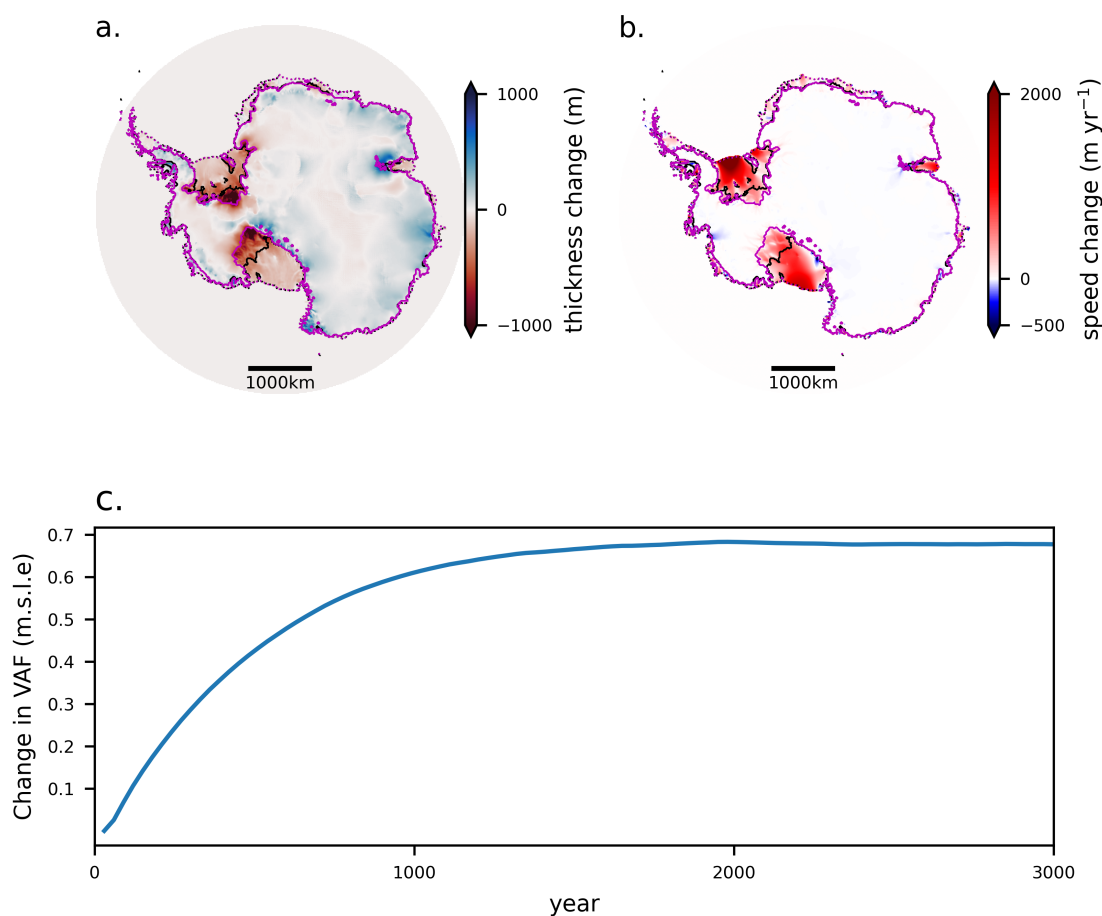 a.
1000
0
−1000
thickness change (m)
1000km
b.
2000
0
−500
speed change (m yr⁻¹)
1000km
c.
0.7
0.6
0.5
0.4
0.3
0.2
0.1
Change in VAF (m.s.l.e)
0 1000 2000 3000
year